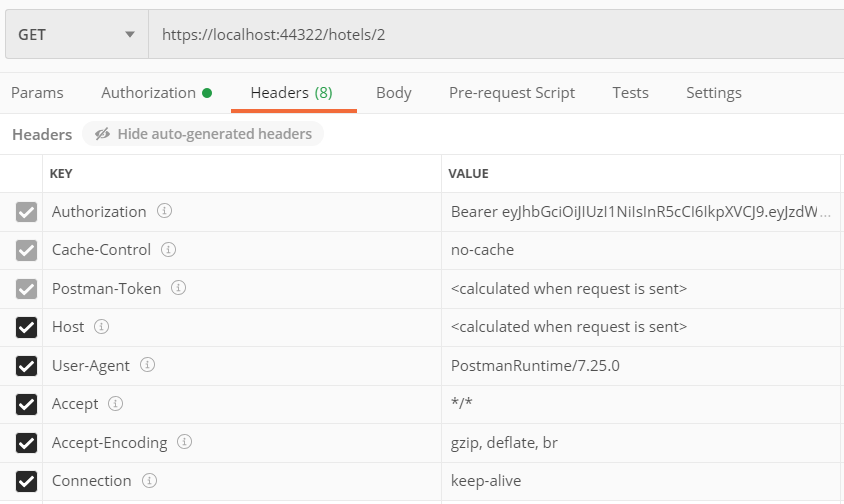 GET https://localhost:44322/hotels/2
Params Authorization Headers (8) Body Pre-request Script Tests Settings
Headers Hide auto-generated headers
KEY VALUE
Authorization Bearer eyJhbGciOiJIUzI1NiIsInR5cCI6IkpXVCJ9.eyJzdW...
Cache-Control no-cache
Postman-Token <calculated when request is sent>
Host <calculated when request is sent>
User-Agent PostmanRuntime/7.25.0
Accept */*
Accept-Encoding gzip, deflate, br
Connection keep-alive